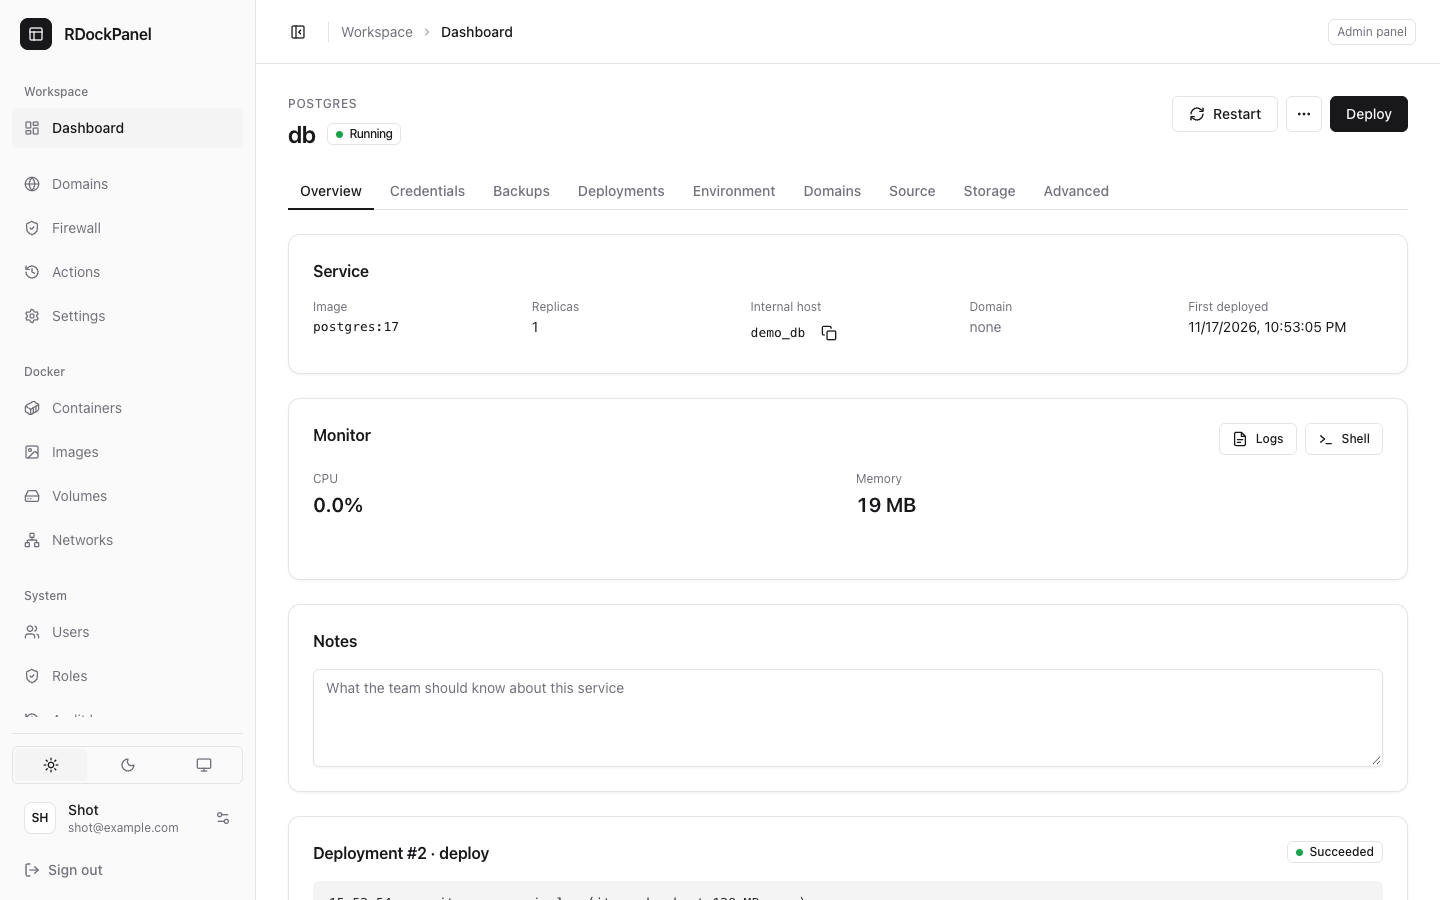 RDockPanel
Workspace
Dashboard
Domains
Firewall
Actions
Settings
Docker
Containers
Images
Volumes
Networks
System
Users
Roles
SH
Shot
shot@example.com
Sign out
Workspace > Dashboard
Admin panel
POSTGRES
db
Running
Restart
Deploy
Overview
Credentials
Backups
Deployments
Environment
Domains
Source
Storage
Advanced
Service
Image
postgres:17
Replicas
1
Internal host
demo_db
Domain
none
First deployed
11/17/2026, 10:53:05 PM
Monitor
Logs
Shell
CPU
0.0%
Memory
19 MB
Notes
What the team should know about this service
Deployment #2 · deploy
Succeeded